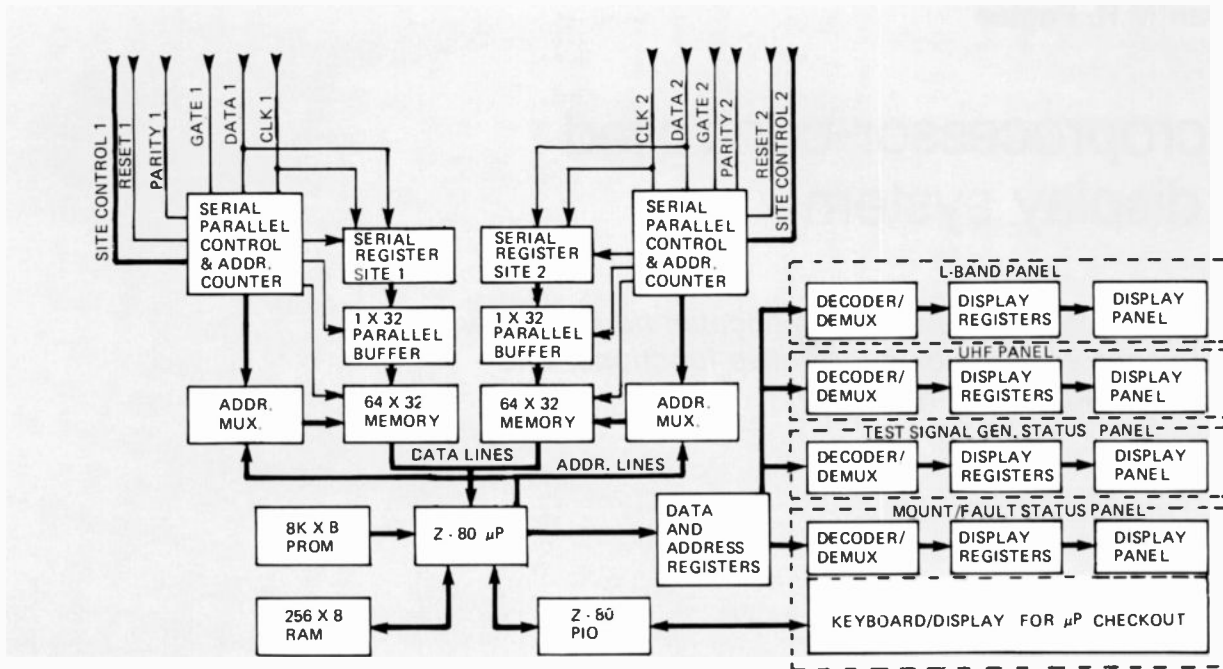 SITE CONTROL 1
RESET 1
PARITY 1
GATE 1
DATA 1
CLK 1
CLK 2
DATA 2
GATE 2
PARITY 2
RESET 2
SITE CONTROL 2
SERIAL
PARALLEL
CONTROL
& ADDR.
COUNTER
SERIAL
REGISTER
SITE 1
SERIAL
REGISTER
SITE 2
SERIAL
PARALLEL
CONTROL
& ADDR.
COUNTER
1 X 32
PARALLEL
BUFFER
1 X 32
PARALLEL
BUFFER
ADDR.
MUX.
64 X 32
MEMORY
64 X 32
MEMORY
ADDR.
MUX.
DATA LINES
ADDR. LINES
8K X 8
PROM
Z - 80 µP
DATA
AND
ADDRESS
REGISTERS
256 X 8
RAM
Z - 80
PIO
L-BAND PANEL
DECODER/
DEMUX
DISPLAY
REGISTERS
DISPLAY
PANEL
UHF PANEL
DECODER/
DEMUX
DISPLAY
REGISTERS
DISPLAY
PANEL
TEST SIGNAL GEN. STATUS PANEL
DECODER/
DEMUX
DISPLAY
REGISTERS
DISPLAY
PANEL
MOUNT/FAULT STATUS PANEL
DECODER/
DEMUX
DISPLAY
REGISTERS
DISPLAY
PANEL
KEYBOARD/DISPLAY FOR µP CHECKOUT